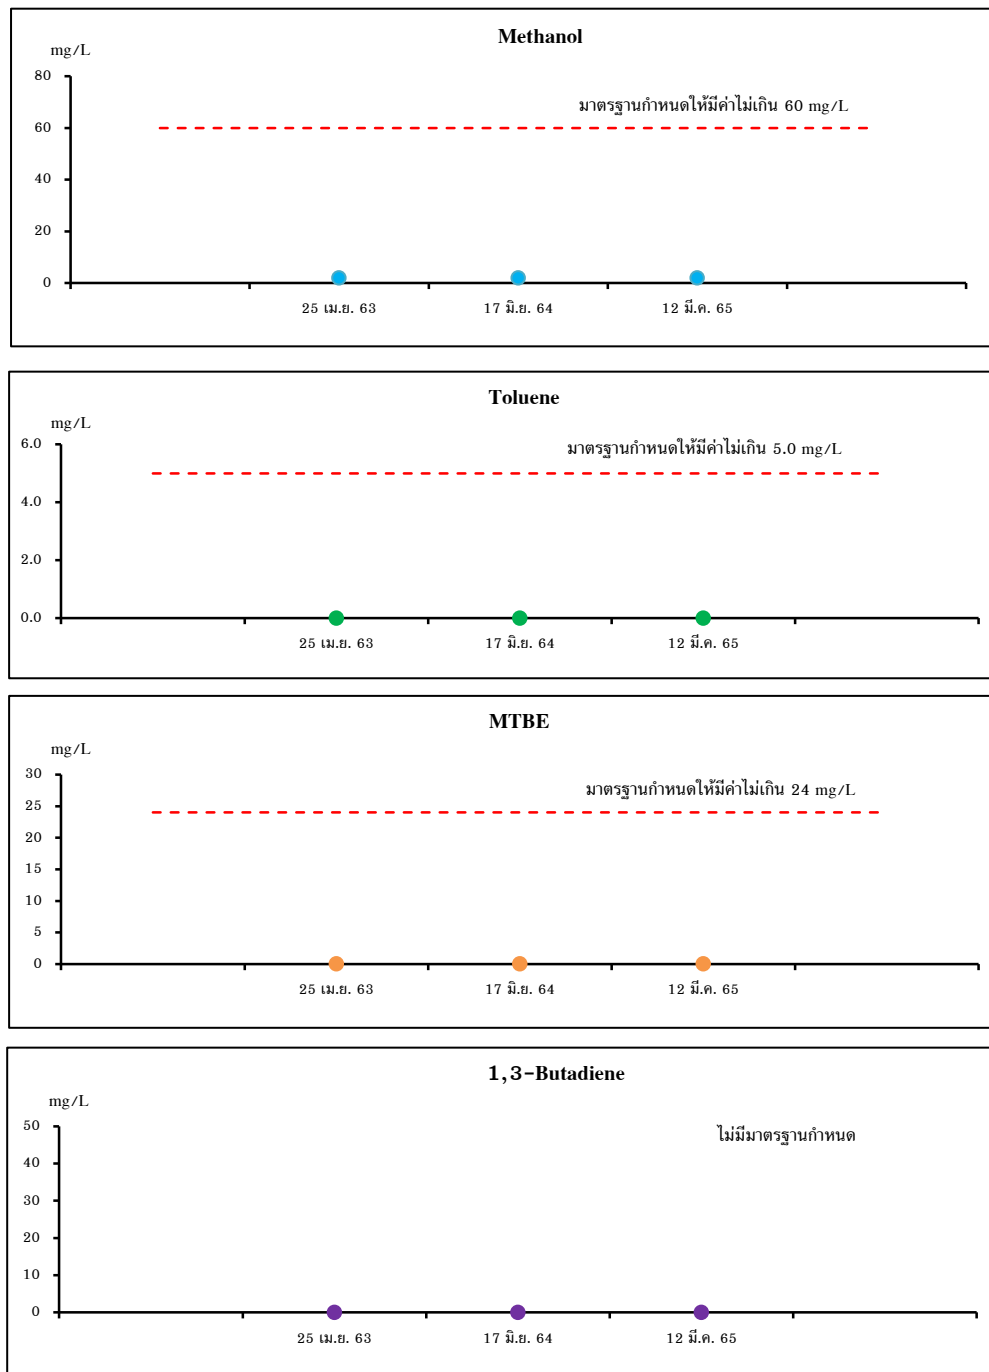 Methanol
mg/L
มาตรฐานกำหนดให้มีค่าไม่เกิน 60 mg/L
80
60
40
20
0
25 เม.ย. 63 17 มิ.ย. 64 12 มี.ค. 65
Toluene
mg/L
มาตรฐานกำหนดให้มีค่าไม่เกิน 5.0 mg/L
6.0
4.0
2.0
0.0
25 เม.ย. 63 17 มิ.ย. 64 12 มี.ค. 65
MTBE
mg/L
มาตรฐานกำหนดให้มีค่าไม่เกิน 24 mg/L
30
25
20
15
10
5
0
25 เม.ย. 63 17 มิ.ย. 64 12 มี.ค. 65
1,3-Butadiene
mg/L
ไม่มีมาตรฐานกำหนด
50
40
30
20
10
0
25 เม.ย. 63 17 มิ.ย. 64 12 มี.ค. 65